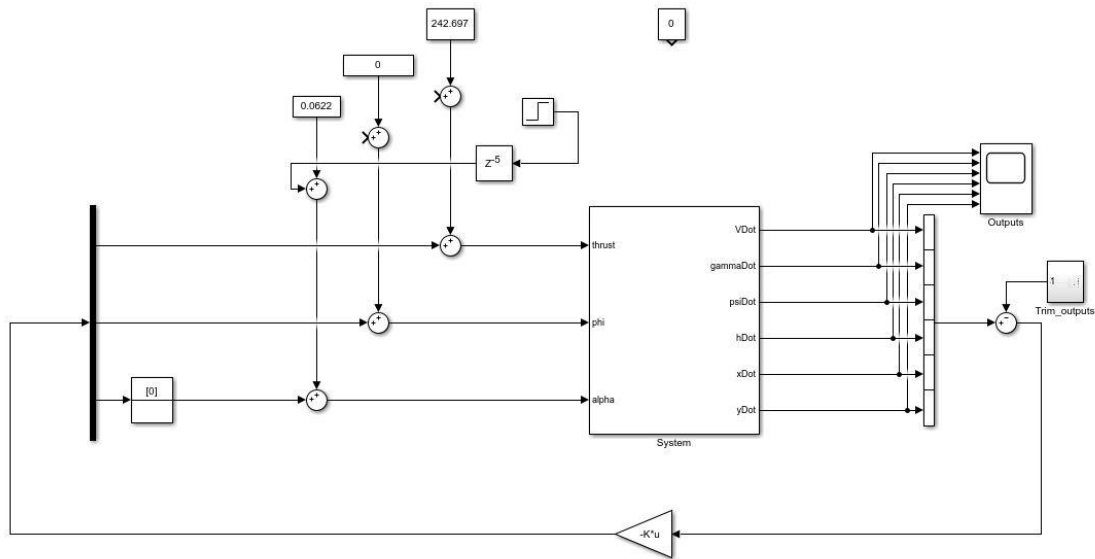 242.697
0
0
0.0622
Z-5
VDot
Outputs
thrust
gammaDot
psiDot
1
Trim_outputs
phi
hDot
xDot
[0]
alpha
yDot
System
-K*u